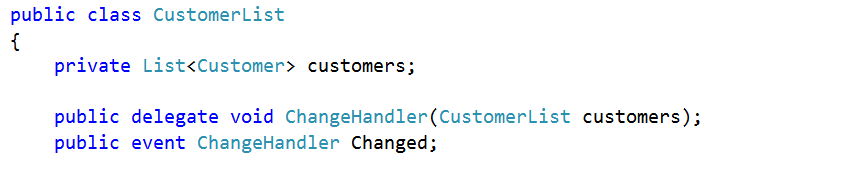 public class CustomerList
{
    private List<Customer> customers;

    public delegate void ChangeHandler(CustomerList customers);
    public event ChangeHandler Changed;